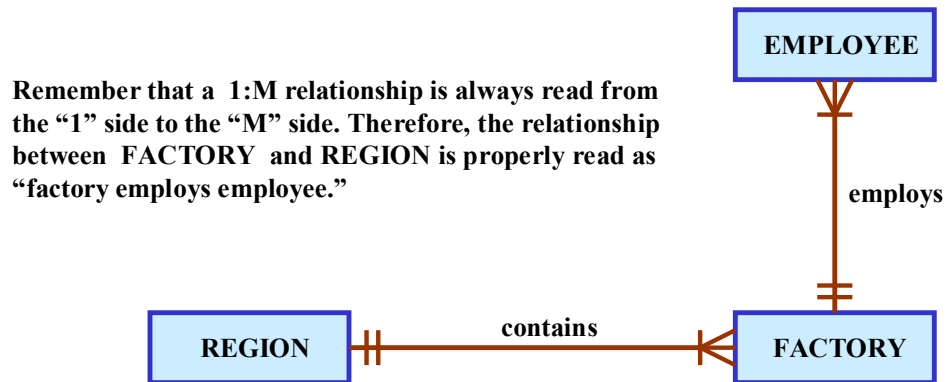 EMPLOYEE
Remember that a 1:M relationship is always read from
the “1” side to the “M” side. Therefore, the relationship
between FACTORY and REGION is properly read as
“factory employs employee.”
employs
contains
REGION
FACTORY